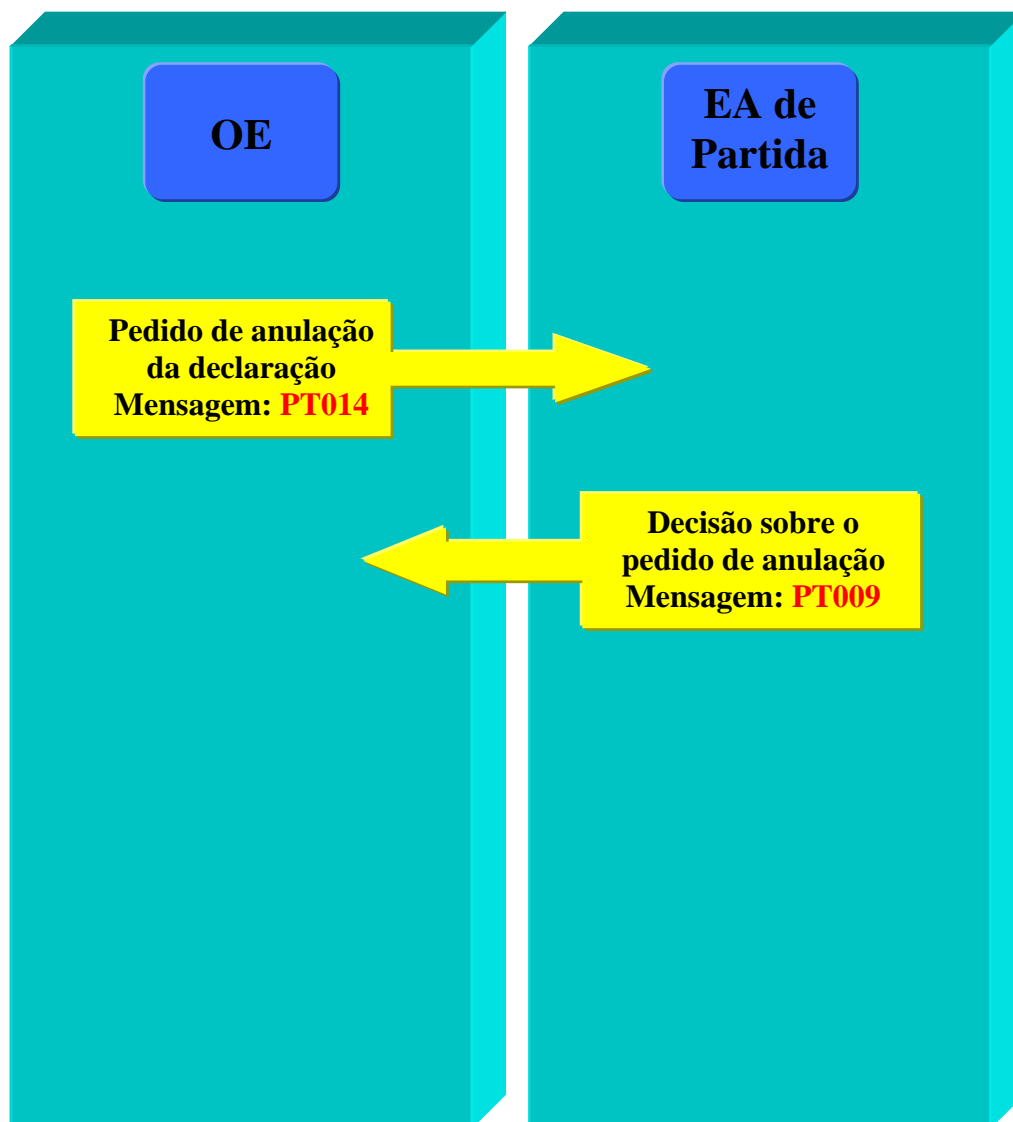 OE
EA de
Partida
Pedido de anulação
da declaração
Mensagem: PT014
Decisão sobre o
pedido de anulação
Mensagem: PT009